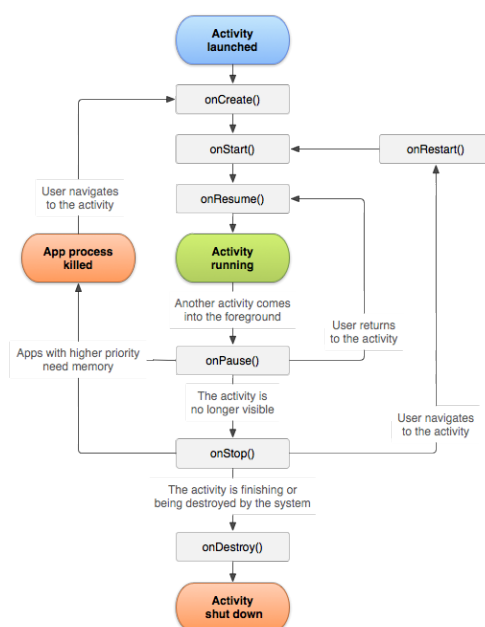 Activity
launched
onCreate()
onStart()
onRestart()
User navigates
to the activity
onResume()
App process
killed
Activity
running
Another activity comes
into the foreground
User returns
to the activity
Apps with higher priority
need memory
onPause()
The activity is
no longer visible
User navigates
to the activity
onStop()
The activity is finishing or
being destroyed by the system
onDestroy()
Activity
shut down